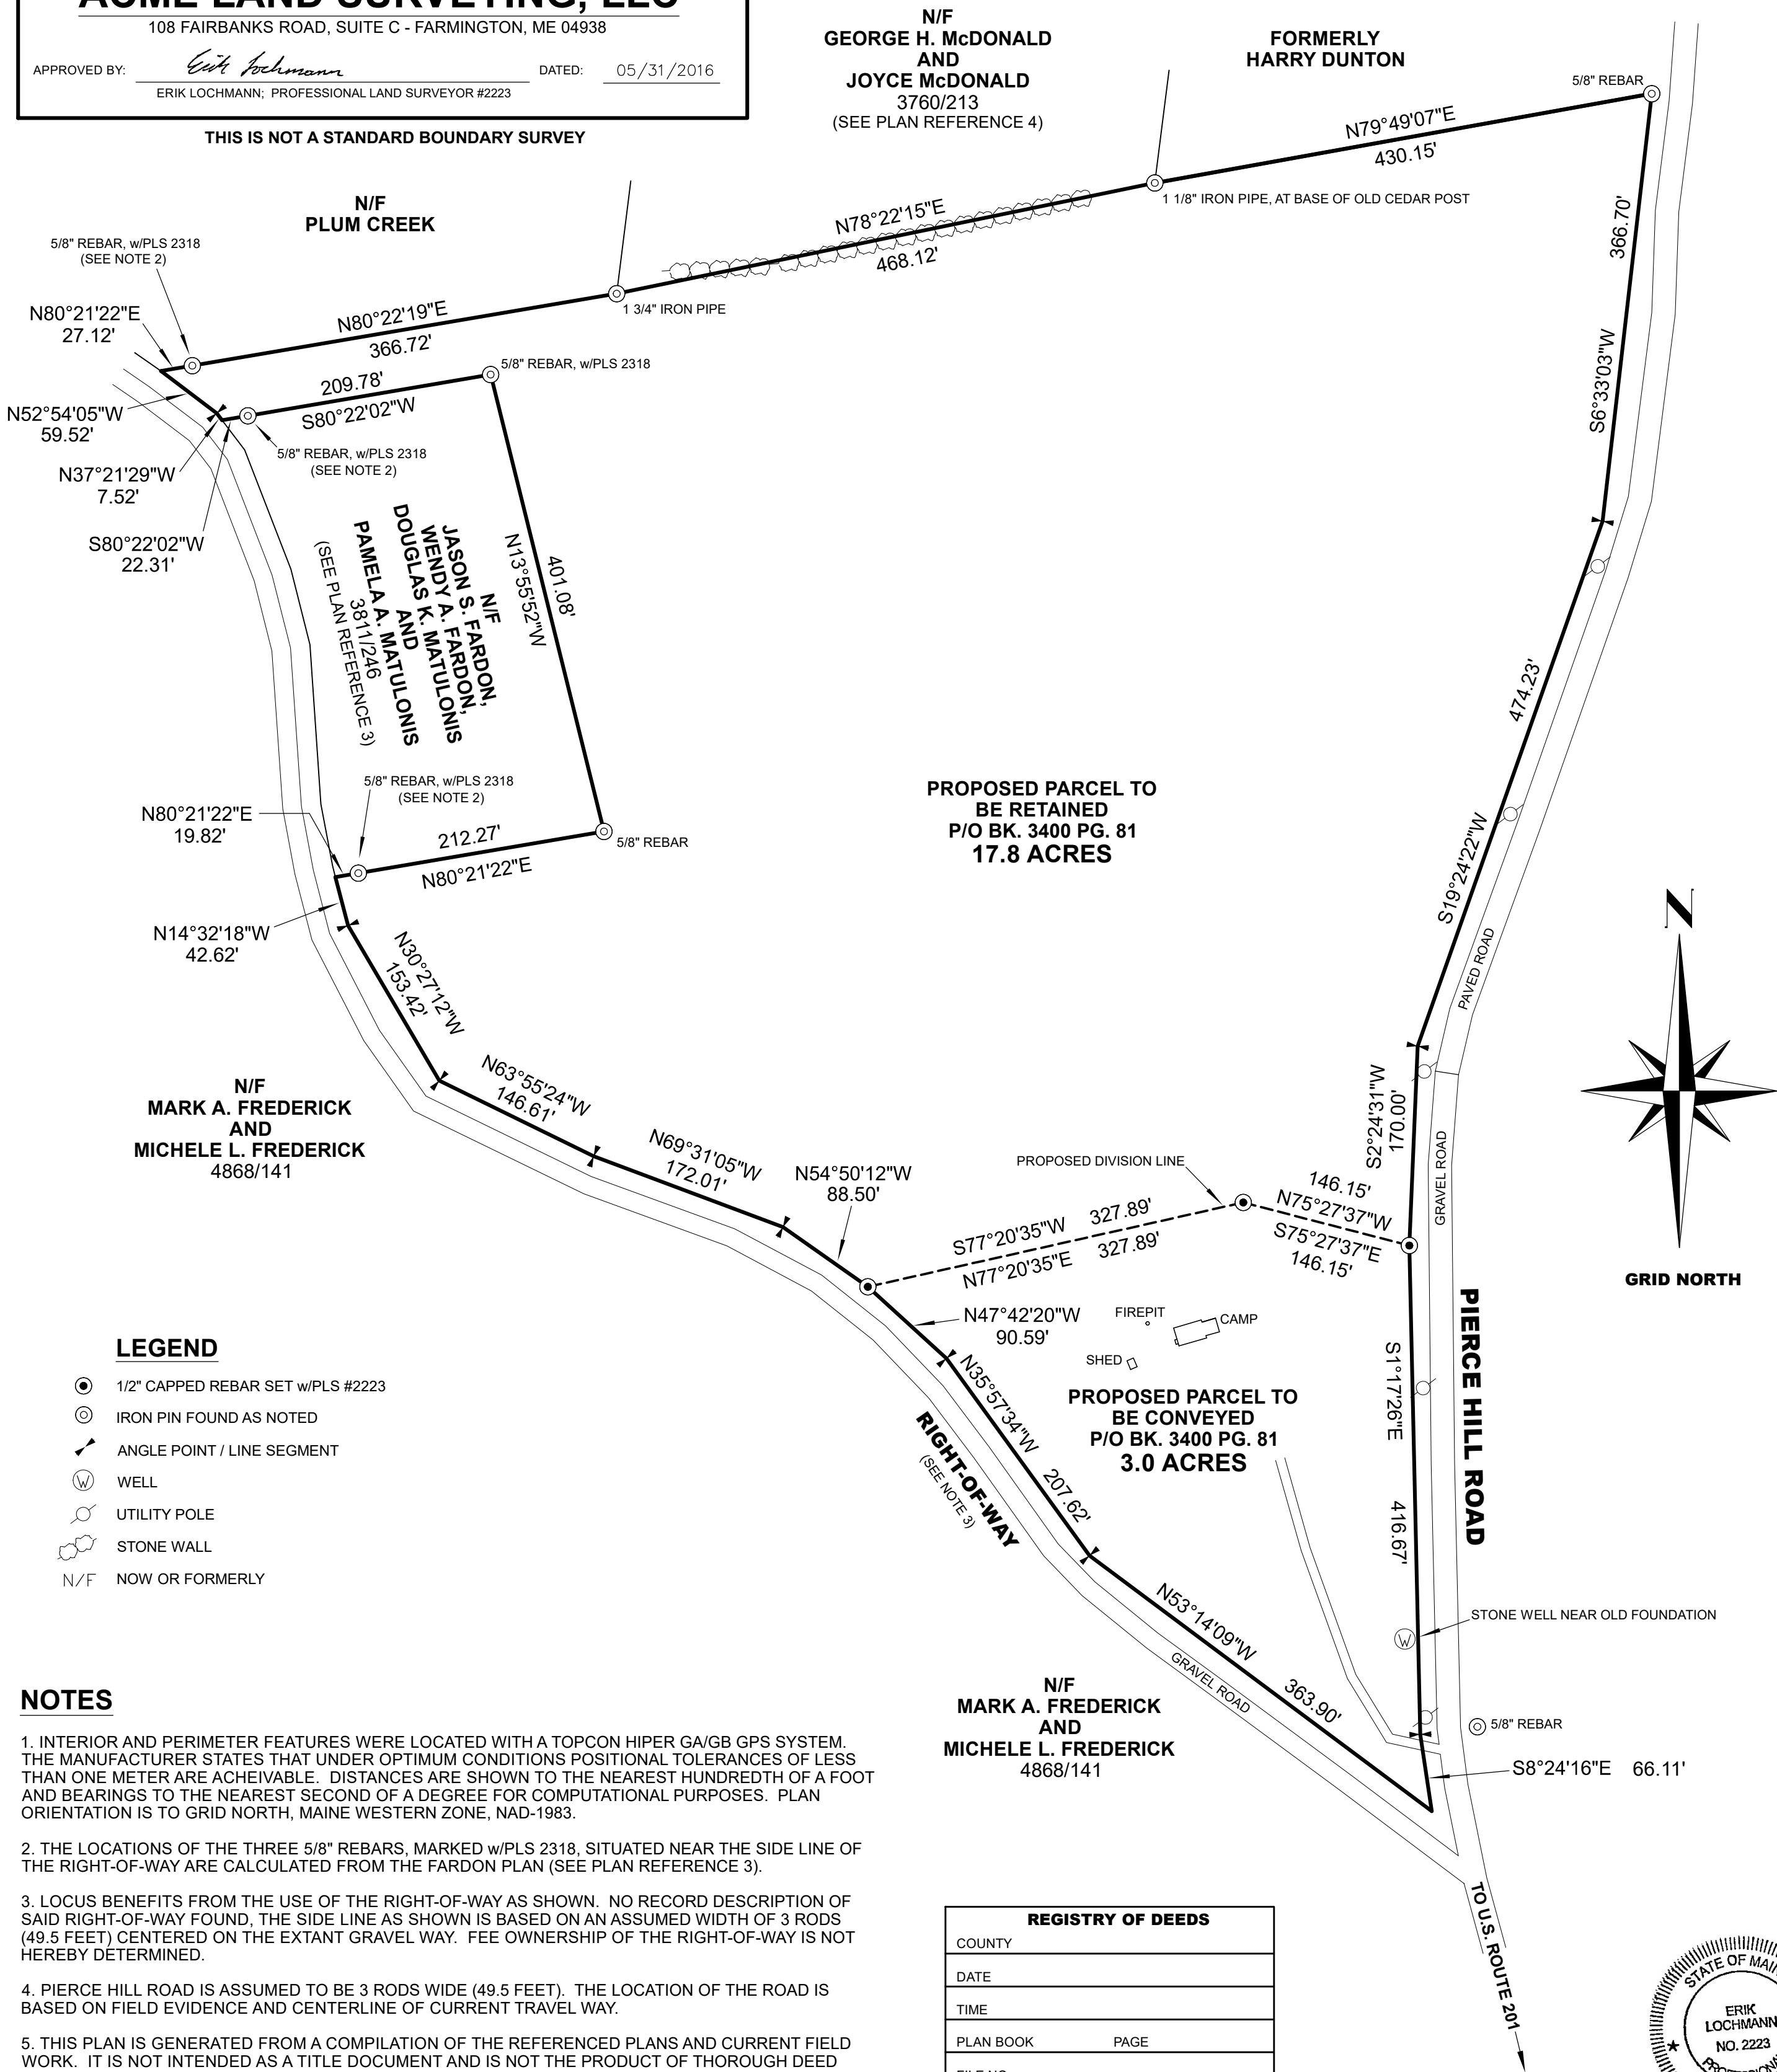 ACME LAND SURVEYING, LLC
108 FAIRBANKS ROAD, SUITE C - FARMINGTON, ME 04938
APPROVED BY: Erik Lochmann DATED: 05/31/2016
ERIK LOCHMANN; PROFESSIONAL LAND SURVEYOR #2223
THIS IS NOT A STANDARD BOUNDARY SURVEY
N/F
GEORGE H. McDONALD
AND
JOYCE McDONALD
3760/213
(SEE PLAN REFERENCE 4)
FORMERLY
HARRY DUNTON
5/8" REBAR
N79°49'07"E
430.15'
1 1/8" IRON PIPE, AT BASE OF OLD CEDAR POST
N/F
PLUM CREEK
N78°22'15"E
468.12'
366.70'
S6°33'03"W
5/8" REBAR, w/PLS 2318
(SEE NOTE 2)
N80°21'22"E
27.12'
N80°22'19"E
366.72'
1 3/4" IRON PIPE
5/8" REBAR, w/PLS 2318
209.78'
S80°22'02"W
N52°54'05"W
59.52'
5/8" REBAR, w/PLS 2318
(SEE NOTE 2)
N37°21'29"W
7.52'
S80°22'02"W
22.31'
N/F
JASON S. FARDON,
WENDY A. FARDON,
DOUGLAS K. MATULONIS
AND
PAMELA A. MATULONIS
3811/246
(SEE PLAN REFERENCE 3)
401.08'
N13°55'52"W
474.23'
S19°24'22"W
5/8" REBAR, w/PLS 2318
(SEE NOTE 2)
N80°21'22"E
19.82'
212.27'
N80°21'22"E
5/8" REBAR
PROPOSED PARCEL TO
BE RETAINED
P/O BK. 3400 PG. 81
17.8 ACRES
N14°32'18"W
42.62'
N30°27'12"W
153.42'
PAVED ROAD
N
GRID NORTH
N/F
MARK A. FREDERICK
AND
MICHELE L. FREDERICK
4868/141
N63°55'24"W
146.61'
N69°31'05"W
172.01'
N54°50'12"W
88.50'
PROPOSED DIVISION LINE
S2°24'31"W
170.00'
GRAVEL ROAD
146.15'
N75°27'37"W
S75°27'37"E
146.15'
S77°20'35"W 327.89'
N77°20'35"E 327.89'
N47°42'20"W
90.59'
FIREPIT
CAMP
SHED
PROPOSED PARCEL TO
BE CONVEYED
P/O BK. 3400 PG. 81
3.0 ACRES
S1°17'26"E
416.67'
PIERCE HILL ROAD
N35°57'34"W
207.62'
RIGHT-OF-WAY
(SEE NOTE 3)
N53°14'09"W
363.90'
GRAVEL ROAD
STONE WELL NEAR OLD FOUNDATION
W
5/8" REBAR
S8°24'16"E 66.11'
TO U.S. ROUTE 201
N/F
MARK A. FREDERICK
AND
MICHELE L. FREDERICK
4868/141
LEGEND
1/2" CAPPED REBAR SET w/PLS #2223
IRON PIN FOUND AS NOTED
ANGLE POINT / LINE SEGMENT
W WELL
UTILITY POLE
STONE WALL
N/F NOW OR FORMERLY
NOTES
1. INTERIOR AND PERIMETER FEATURES WERE LOCATED WITH A TOPCON HIPER GA/GB GPS SYSTEM.
THE MANUFACTURER STATES THAT UNDER OPTIMUM CONDITIONS POSITIONAL TOLERANCES OF LESS
THAN ONE METER ARE ACHEIVABLE. DISTANCES ARE SHOWN TO THE NEAREST HUNDREDTH OF A FOOT
AND BEARINGS TO THE NEAREST SECOND OF A DEGREE FOR COMPUTATIONAL PURPOSES. PLAN
ORIENTATION IS TO GRID NORTH, MAINE WESTERN ZONE, NAD-1983.
2. THE LOCATIONS OF THE THREE 5/8" REBARS, MARKED w/PLS 2318, SITUATED NEAR THE SIDE LINE OF
THE RIGHT-OF-WAY ARE CALCULATED FROM THE FARDON PLAN (SEE PLAN REFERENCE 3).
3. LOCUS BENEFITS FROM THE USE OF THE RIGHT-OF-WAY AS SHOWN. NO RECORD DESCRIPTION OF
SAID RIGHT-OF-WAY FOUND, THE SIDE LINE AS SHOWN IS BASED ON AN ASSUMED WIDTH OF 3 RODS
(49.5 FEET) CENTERED ON THE EXTANT GRAVEL WAY. FEE OWNERSHIP OF THE RIGHT-OF-WAY IS NOT
HEREBY DETERMINED.
4. PIERCE HILL ROAD IS ASSUMED TO BE 3 RODS WIDE (49.5 FEET). THE LOCATION OF THE ROAD IS
BASED ON FIELD EVIDENCE AND CENTERLINE OF CURRENT TRAVEL WAY.
5. THIS PLAN IS GENERATED FROM A COMPILATION OF THE REFERENCED PLANS AND CURRENT FIELD
WORK. IT IS NOT INTENDED AS A TITLE DOCUMENT AND IS NOT THE PRODUCT OF THOROUGH DEED
REGISTRY OF DEEDS
COUNTY
DATE
TIME
PLAN BOOK PAGE
STATE OF
ERIK
LOCHMANN
NO. 2223